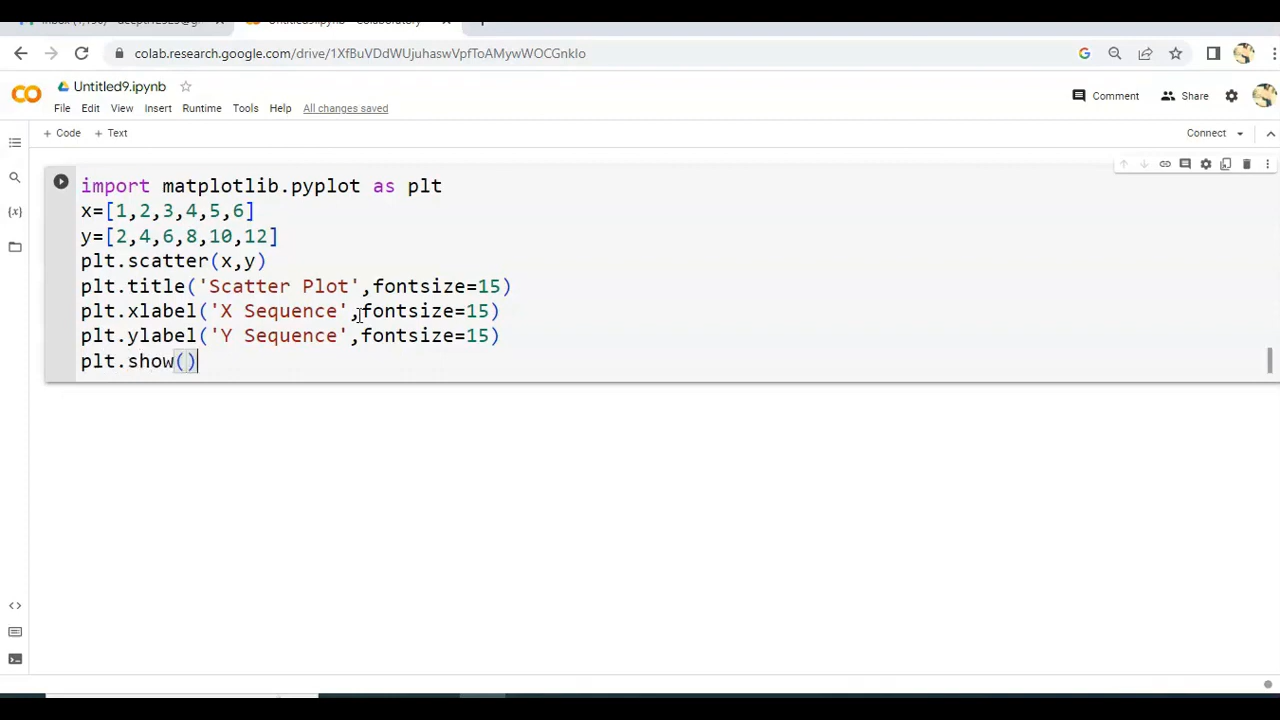 colab.research.google.com/drive/1XfBuVDdWUjuhaswVpfToAMywWOCGnkIo
Untitled9.ipynb
File Edit View Insert Runtime Tools Help All changes saved
Comment Share
+ Code + Text
Connect
import matplotlib.pyplot as plt
x=[1,2,3,4,5,6]
y=[2,4,6,8,10,12]
plt.scatter(x,y)
plt.title('Scatter Plot',fontsize=15)
plt.xlabel('X Sequence',fontsize=15)
plt.ylabel('Y Sequence',fontsize=15)
plt.show()